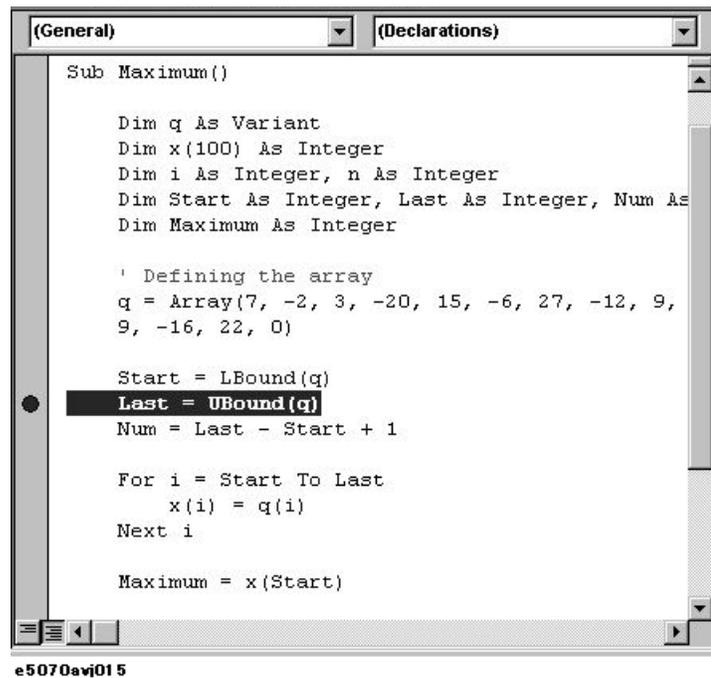 (General) (Declarations)
Sub Maximum()
Dim q As Variant
Dim x(100) As Integer
Dim i As Integer, n As Integer
Dim Start As Integer, Last As Integer, Num As
Dim Maximum As Integer
' Defining the array
q = Array(7, -2, 3, -20, 15, -6, 27, -12, 9,
9, -16, 22, 0)
Start = LBound(q)
Last = UBound(q)
Num = Last - Start + 1
For i = Start To Last
x(i) = q(i)
Next i
Maximum = x(Start)
e5070avj015